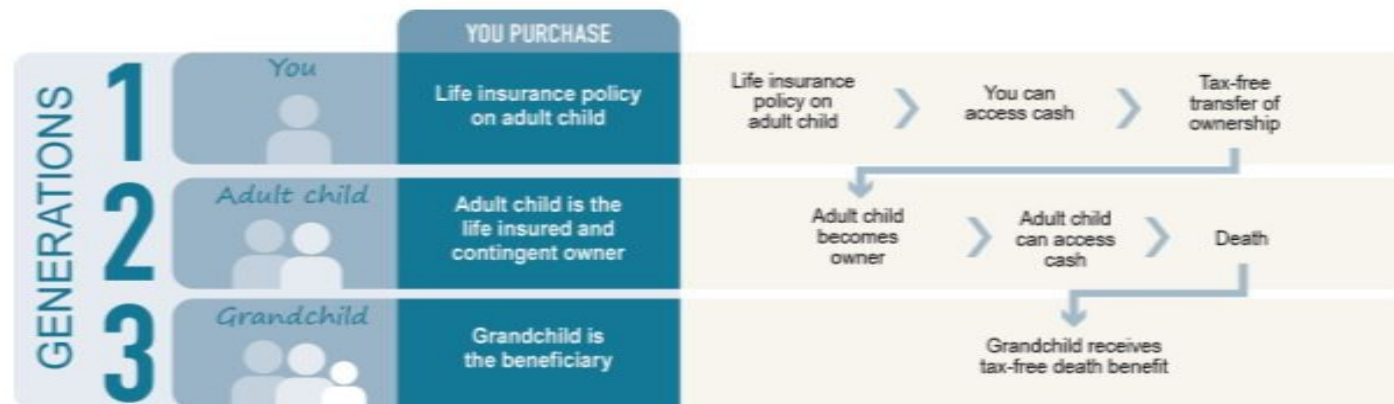 YOU PURCHASE
GENERATIONS
1
You
Life insurance policy
on adult child
Life insurance
policy on
adult child
You can
access cash
Tax-free
transfer of
ownership
2
Adult child
Adult child is the
life insured and
contingent owner
Adult child
becomes
owner
Adult child
can access
cash
Death
3
Grandchild
Grandchild is
the beneficiary
Grandchild receives
tax-free death benefit